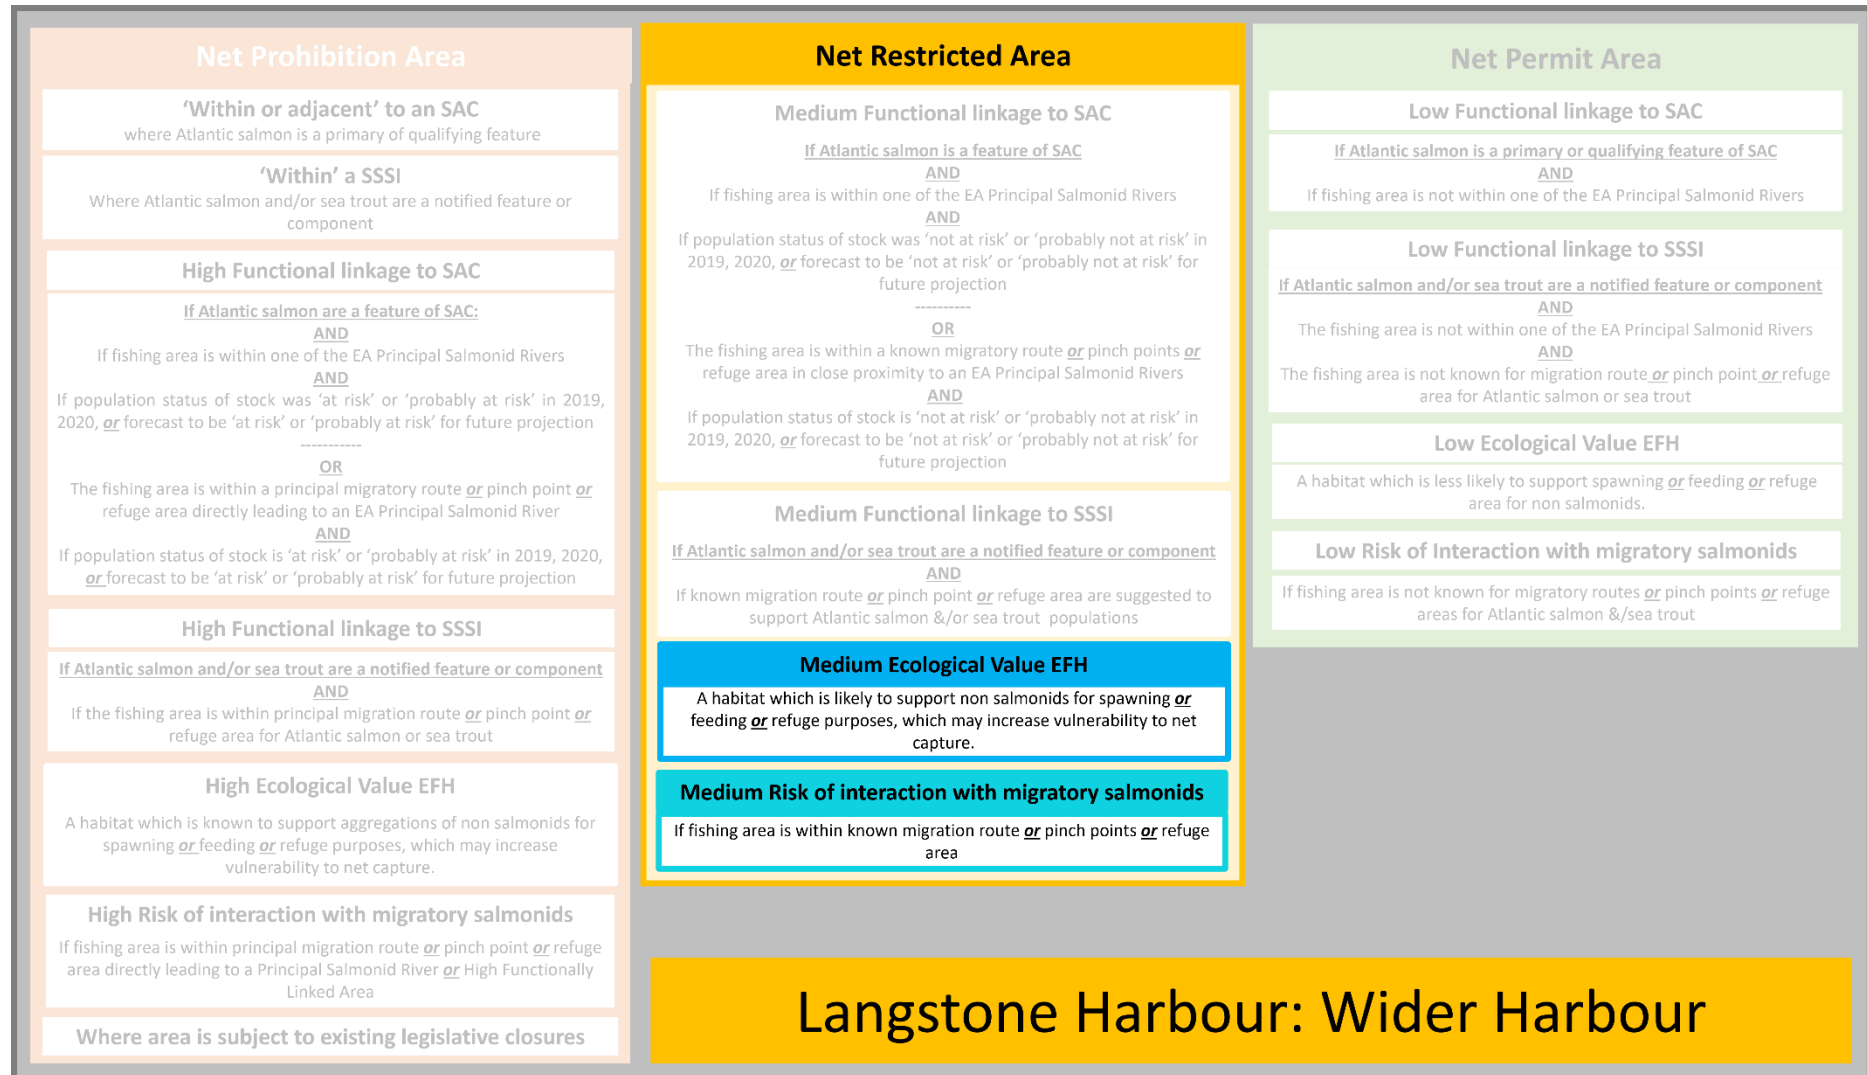 Net Prohibition Area
‘Within or adjacent’ to an SAC
where Atlantic salmon is a primary of qualifying feature
‘Within’ a SSSI
Where Atlantic salmon and/or sea trout are a notified feature or
component
High Functional linkage to SAC
If Atlantic salmon are a feature of SAC:
AND
If fishing area is within one of the EA Principal Salmonid Rivers
AND
If population status of stock was ‘at risk’ or ‘probably at risk’ in 2019,
2020, or forecast to be ‘at risk’ or ‘probably at risk’ for future projection
-----------
OR
The fishing area is within a principal migratory route or pinch point or
refuge area directly leading to an EA Principal Salmonid River
AND
If population status of stock is ‘at risk’ or ‘probably at risk’ in 2019, 2020,
or forecast to be ‘at risk’ or ‘probably at risk’ for future projection
High Functional linkage to SSSI
If Atlantic salmon and/or sea trout are a notified feature or component
AND
If the fishing area is within principal migration route or pinch point or
refuge area for Atlantic salmon or sea trout
High Ecological Value EFH
A habitat which is known to support aggregations of non salmonids for
spawning or feeding or refuge purposes, which may increase
vulnerability to net capture.
High Risk of interaction with migratory salmonids
If fishing area is within principal migration route or pinch point or refuge
area directly leading to a Principal Salmonid River or High Functionally
Linked Area
Where area is subject to existing legislative closures
Net Restricted Area
Medium Functional linkage to SAC
If Atlantic salmon is a feature of SAC
AND
If fishing area is within one of the EA Principal Salmonid Rivers
AND
If population status of stock was ‘not at risk’ or ‘probably not at risk’ in
2019, 2020, or forecast to be ‘not at risk’ or ‘probably not at risk’ for
future projection
----------
OR
The fishing area is within a known migratory route or pinch points or
refuge area in close proximity to an EA Principal Salmonid Rivers
AND
If population status of stock is ‘not at risk’ or ‘probably not at risk’ in
2019, 2020, or forecast to be ‘not at risk’ or ‘probably not at risk’ for
future projection
Medium Functional linkage to SSSI
If Atlantic salmon and/or sea trout are a notified feature or component
AND
If known migration route or pinch point or refuge area are suggested to
support Atlantic salmon &/or sea trout populations
Medium Ecological Value EFH
A habitat which is likely to support non salmonids for spawning or
feeding or refuge purposes, which may increase vulnerability to net
capture.
Medium Risk of interaction with migratory salmonids
If fishing area is within known migration route or pinch points or refuge
area
Net Permit Area
Low Functional linkage to SAC
If Atlantic salmon is a primary or qualifying feature of SAC
AND
If fishing area is not within one of the EA Principal Salmonid Rivers
Low Functional linkage to SSSI
If Atlantic salmon and/or sea trout are a notified feature or component
AND
The fishing area is not within one of the EA Principal Salmonid Rivers
AND
The fishing area is not known for migration route or pinch point or refuge
area for Atlantic salmon or sea trout
Low Ecological Value EFH
A habitat which is less likely to support spawning or feeding or refuge
area for non salmonids.
Low Risk of Interaction with migratory salmonids
If fishing area is not known for migratory routes or pinch points or refuge
areas for Atlantic salmon &/sea trout
Langstone Harbour: Wider Harbour